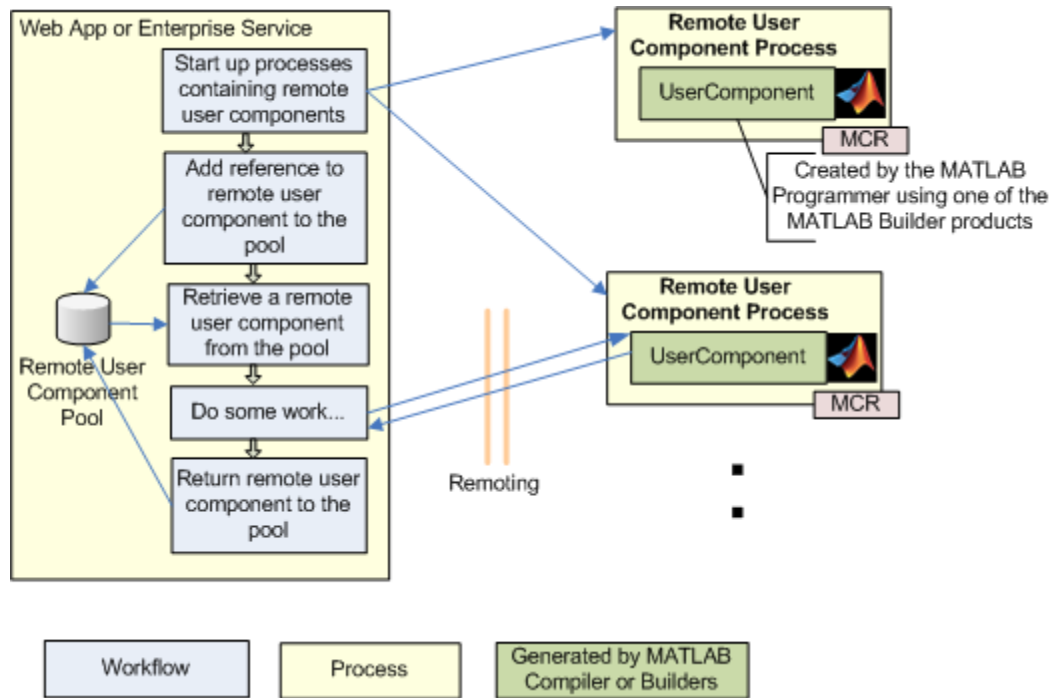 Web App or Enterprise Service
Start up processes
containing remote
user components
Add reference to
remote user
component to the
pool
Retrieve a remote
user component
from the pool
Do some work...
Return remote user
component to the
pool
Remote User
Component
Pool
Remoting
Remote User
Component Process
UserComponent
MCR
Created by the MATLAB
Programmer using one of the
MATLAB Builder products
Remote User
Component Process
UserComponent
MCR
Workflow
Process
Generated by MATLAB
Compiler or Builders